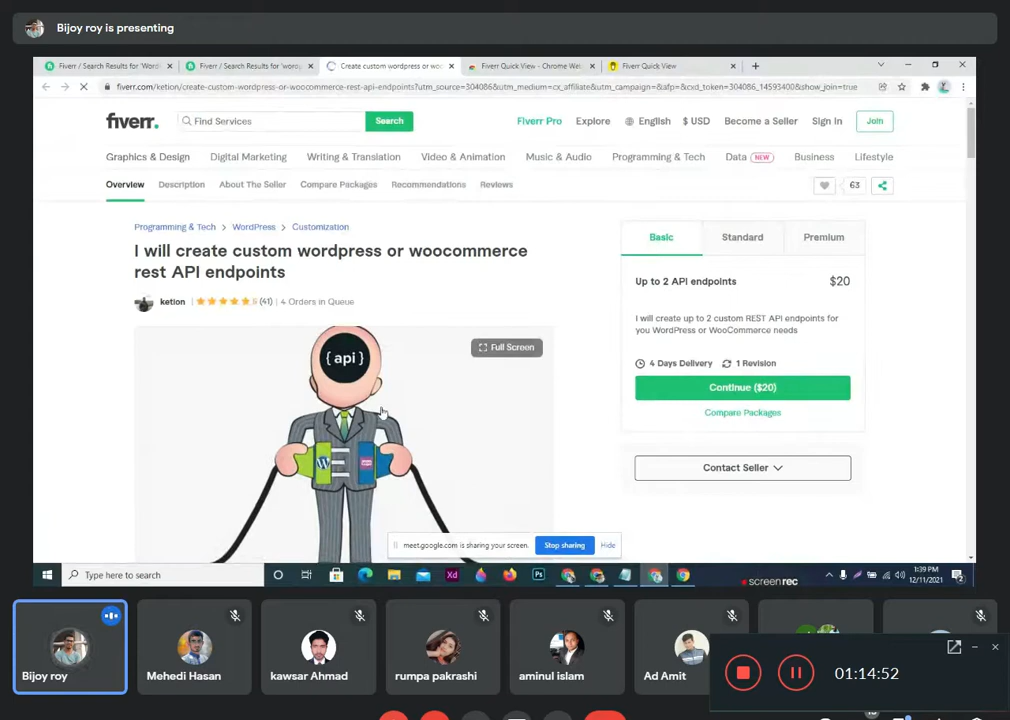 Bijoy roy is presenting
Fiverr / Search Results for 'Word
Fiverr / Search Results for 'worop
Create custom wordpress or woo
Fiverr Quick View - Chrome We
Fiverr Quick View
fiverr.com/ketion/create-custom-wordpress-or-woocommerce-rest-api-endpoints?utm_source=304086&utm_medium=cx_affiliate&utm_campaign=&afp=&cxd_token=304086_14593400&show_join=true
fiverr.
Find Services
Search
Fiverr Pro
Explore
English
$ USD
Become a Seller
Sign In
Join
Graphics & Design
Digital Marketing
Writing & Translation
Video & Animation
Music & Audio
Programming & Tech
Data NEW
Business
Lifestyle
Overview
Description
About The Seller
Compare Packages
Recommendations
Reviews
63
Programming & Tech > WordPress > Customization
I will create custom wordpress or woocommerce
rest API endpoints
ketion | 5 (41) | 4 Orders in Queue
Full Screen
{ api }
Basic
Standard
Premium
Up to 2 API endpoints $20
I will create up to 2 custom REST API endpoints for
you WordPress or WooCommerce needs
4 Days Delivery 1 Revision
Continue ($20)
Compare Packages
Contact Seller
meet.google.com is sharing your screen.
Stop sharing
Hide
Type here to search
Xd
Ps
1:39 PM
12/11/2021
screenrec
Bijoy roy
Mehedi Hasan
kawsar Ahmad
rumpa pakrashi
aminul islam
Ad Amit
01:14:52